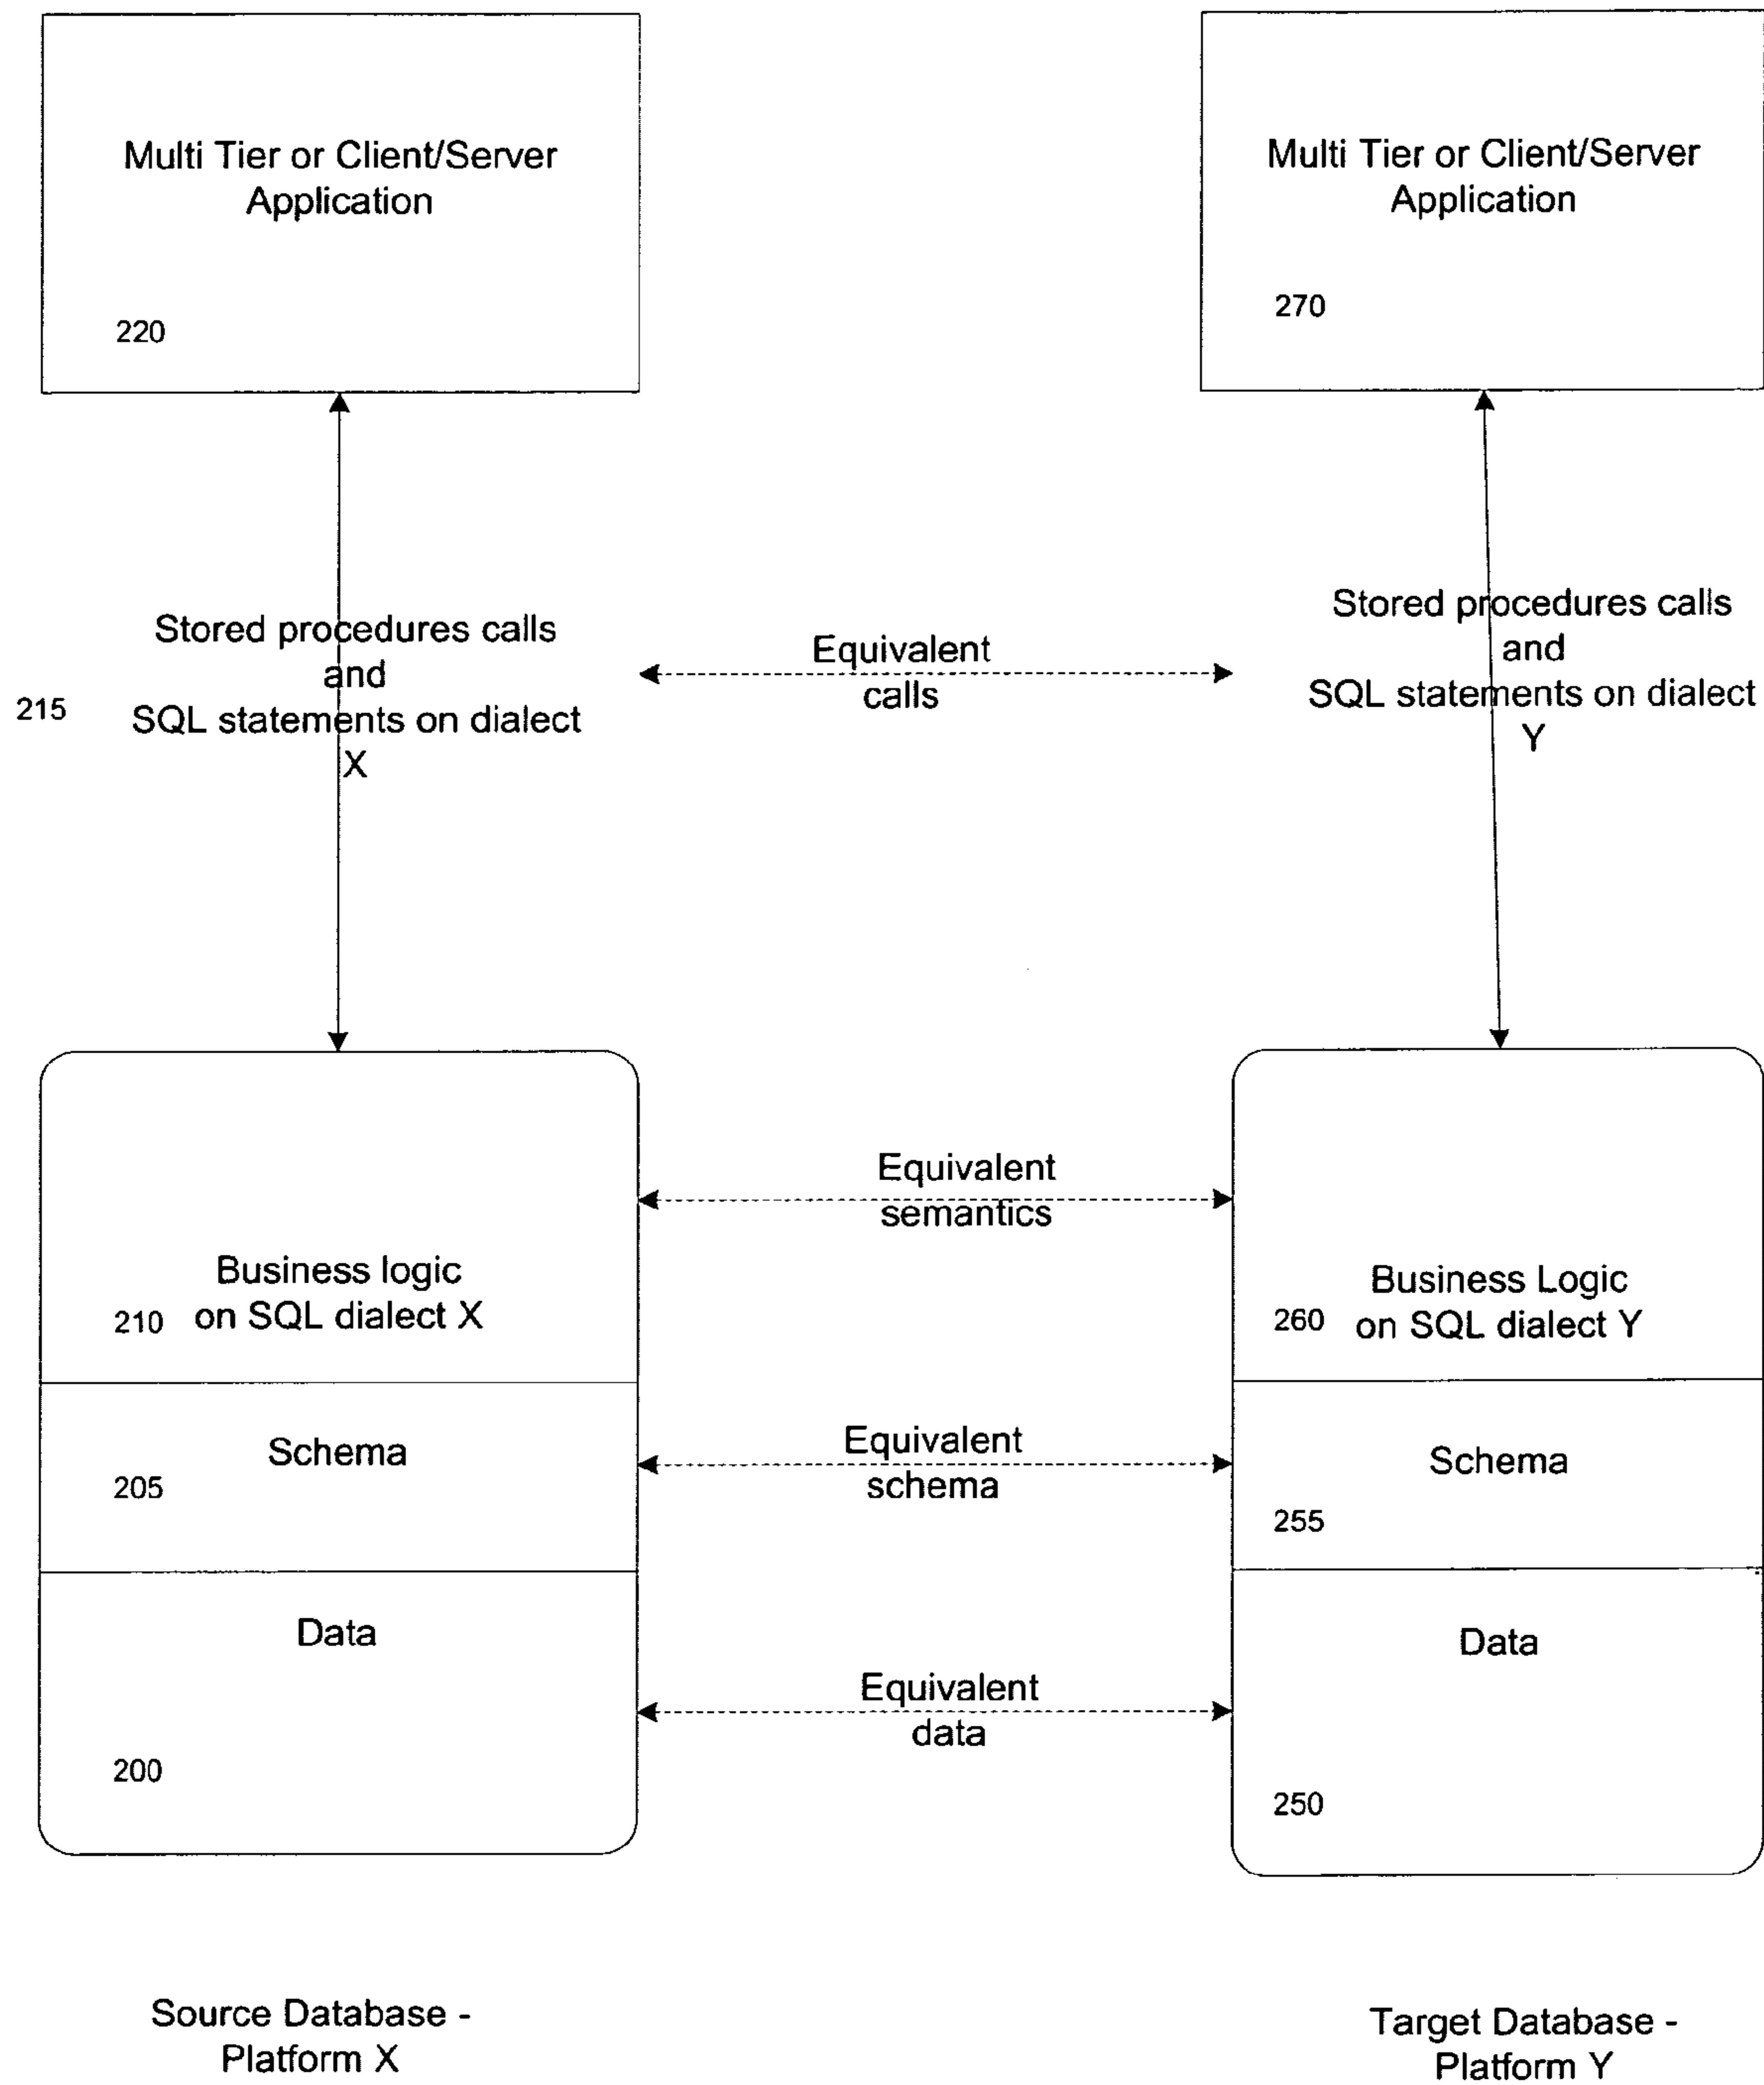 Multi Tier or Client/Server
Application
220
Multi Tier or Client/Server
Application
270
Stored procedures calls
and
SQL statements on dialect
X
215
Equivalent
calls
Stored procedures calls
and
SQL statements on dialect
Y
Equivalent
semantics
Business logic
210 on SQL dialect X
Business Logic
260 on SQL dialect Y
Schema
205
Equivalent
schema
Schema
255
Data
200
Equivalent
data
Data
250
Source Database -
Platform X
Target Database -
Platform Y